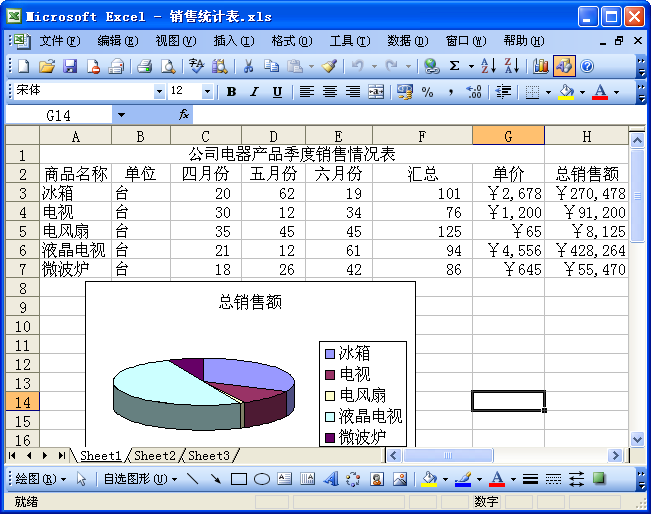 Microsoft Excel - 销售统计表.xls
文件(F) 编辑(E) 视图(V) 插入(I) 格式(O) 工具(T) 数据(D) 窗口(W) 帮助(H)
宋体 12 B I U
G14 fx
A B C D E F G H
1 公司电器产品季度销售情况表
2 商品名称 单位 四月份 五月份 六月份 汇总 单价 总销售额
3 冰箱 台 20 62 19 101 ￥2,678 ￥270,478
4 电视 台 30 12 34 76 ￥1,200 ￥91,200
5 电风扇 台 35 45 45 125 ￥65 ￥8,125
6 液晶电视 台 21 12 61 94 ￥4,556 ￥428,264
7 微波炉 台 18 26 42 86 ￥645 ￥55,470
8
9 总销售额
10
11 冰箱
12 电视
13 电风扇
14 液晶电视
15 微波炉
16
Sheet1 Sheet2 Sheet3
绘图(R) 自选图形(U)
就绪 数字